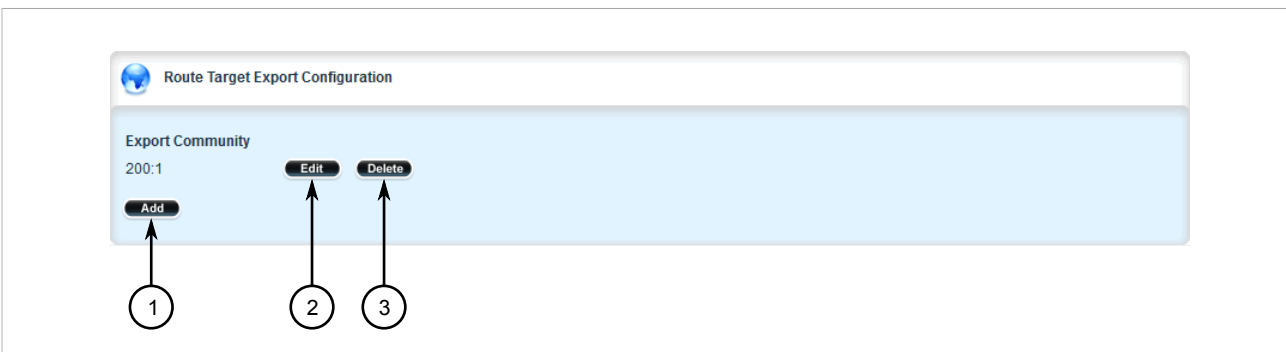 Route Target Export Configuration
Export Community
200:1 Edit Delete
Add
1 2 3